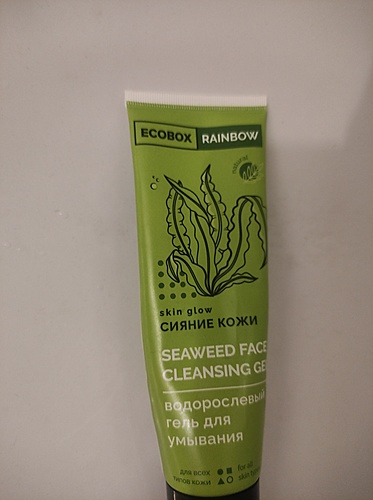 ECOBOX RAINBOW
natural
skin glow
СИЯНИЕ КОЖИ
SEAWEED FACE
CLEANSING GE
водорослевый
гель для
умывания
для всех for all
типов кожи skin types